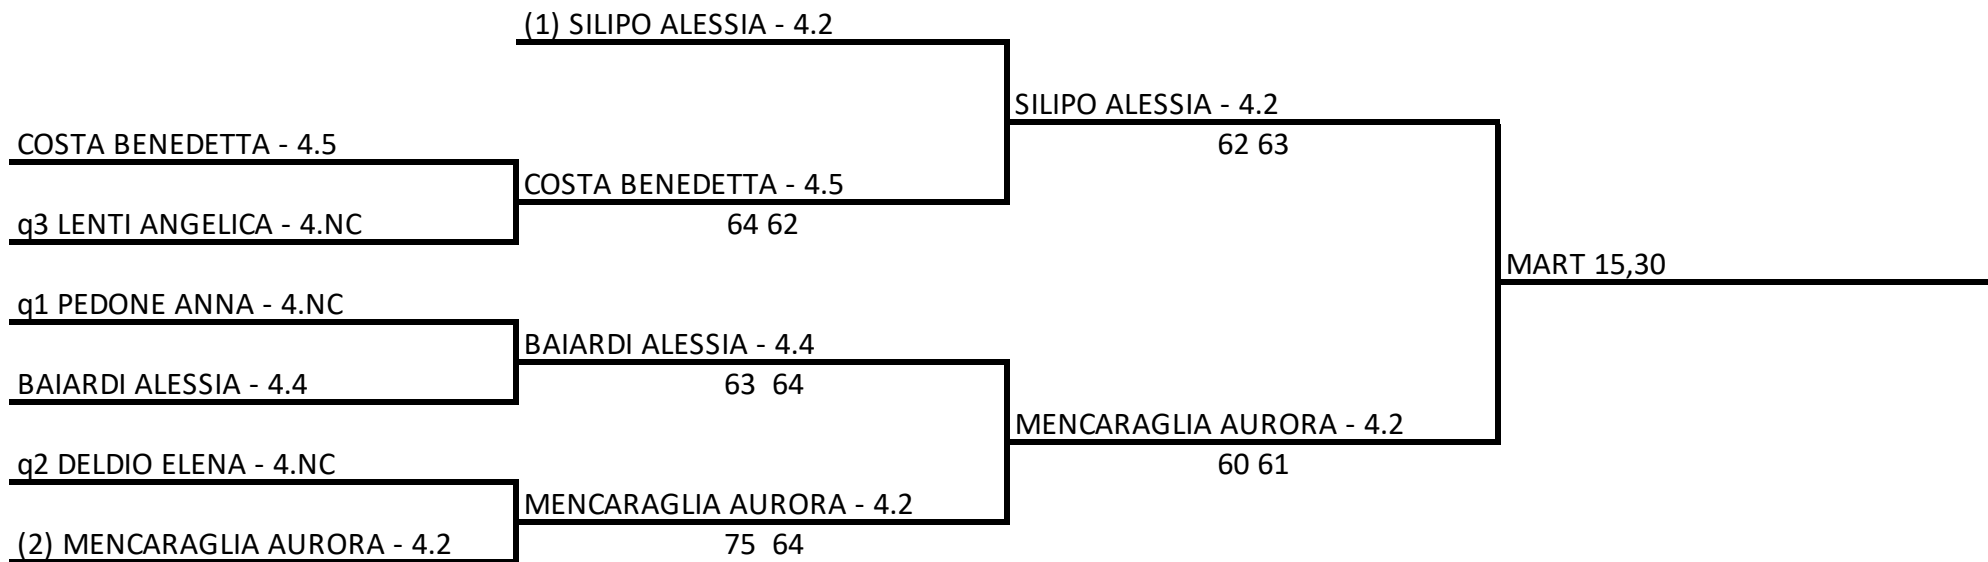 (1) SILIPO ALESSIA - 4.2
SILIPO ALESSIA - 4.2
COSTA BENEDETTA - 4.5
62 63
COSTA BENEDETTA - 4.5
q3 LENTI ANGELICA - 4.NC
64 62
MART 15,30
q1 PEDONE ANNA - 4.NC
BAIARDI ALESSIA - 4.4
BAIARDI ALESSIA - 4.4
63 64
MENCARAGLIA AURORA - 4.2
q2 DELDIO ELENA - 4.NC
60 61
MENCARAGLIA AURORA - 4.2
(2) MENCARAGLIA AURORA - 4.2
75 64